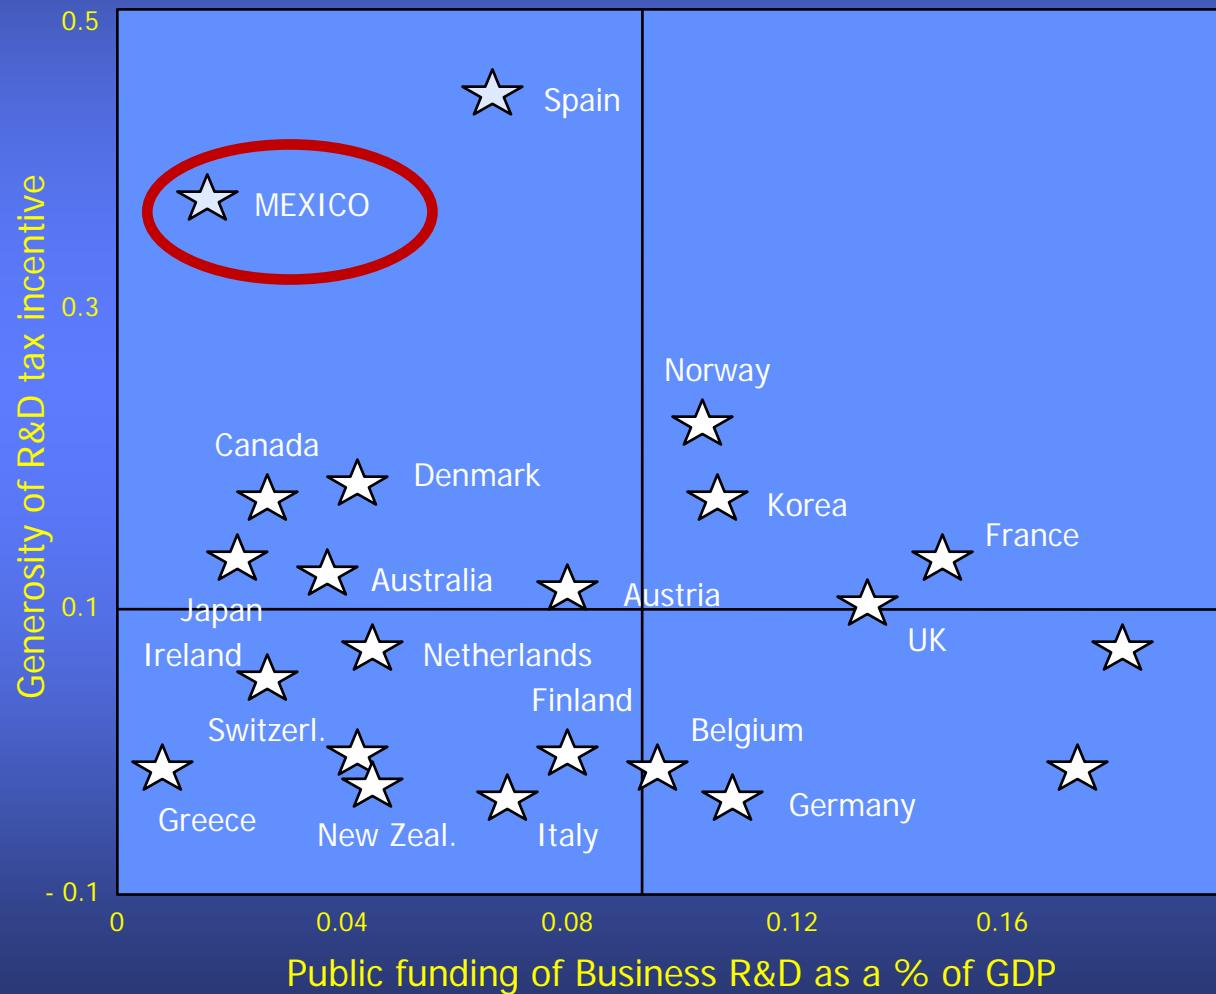 0.5
Spain
MEXICO
0.3
Norway
Canada
Denmark
Korea
France
Australia
Austria
0.1
Japan
UK
Ireland
Netherlands
Finland
Switzerl.
Belgium
Greece
Germany
New Zeal.
Italy
- 0.1
0
0.04
0.08
0.12
0.16
Generosity of R&D tax incentive
Public funding of Business R&D as a % of GDP